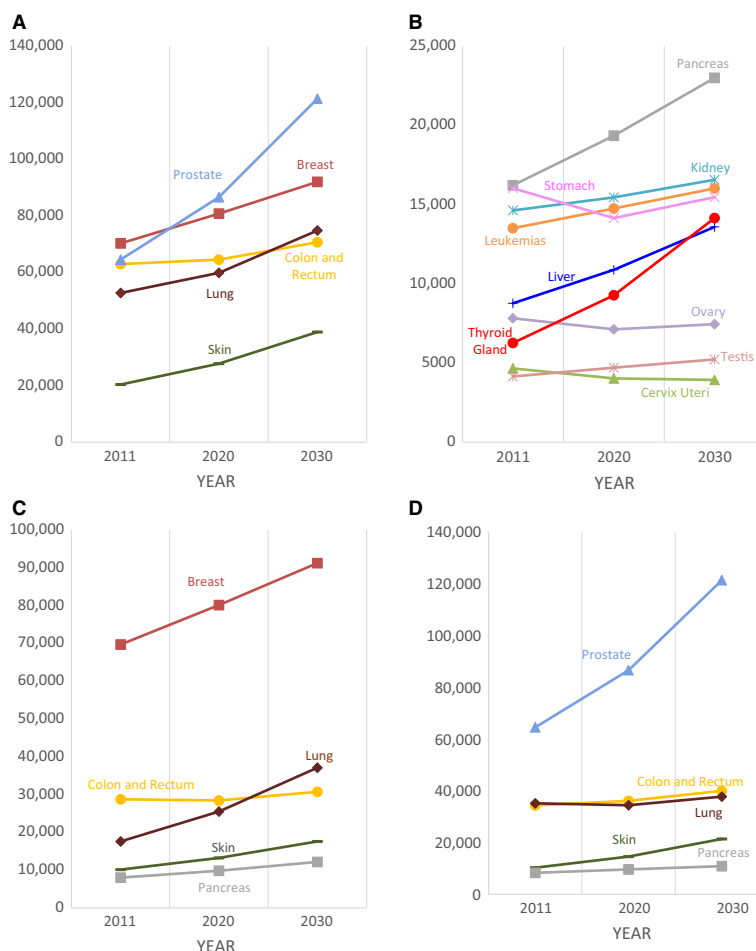 A
140,000
120,000
100,000
80,000
60,000
40,000
20,000
0
Prostate
Breast
Colon and
Rectum
Lung
Skin
2011 2020 2030
YEAR
B
25,000
20,000
15,000
10,000
5000
0
Pancreas
Kidney
Stomach
Leukemias
Liver
Ovary
Thyroid
Gland
Testis
Cervix Uteri
2011 2020 2030
YEAR
C
100,000
90,000
80,000
70,000
60,000
50,000
40,000
30,000
20,000
10,000
0
Breast
Lung
Colon and Rectum
Skin
Pancreas
2011 2020 2030
YEAR
D
140,000
120,000
100,000
80,000
60,000
40,000
20,000
0
Prostate
Colon and Rectum
Lung
Skin
Pancreas
2011 2020 2030
YEAR